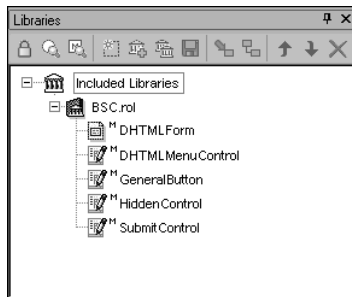 Libraries
Included Libraries
BSC.rol
M DHTMLForm
M DHTMLMenuControl
M GeneralButton
M HiddenControl
M SubmitControl